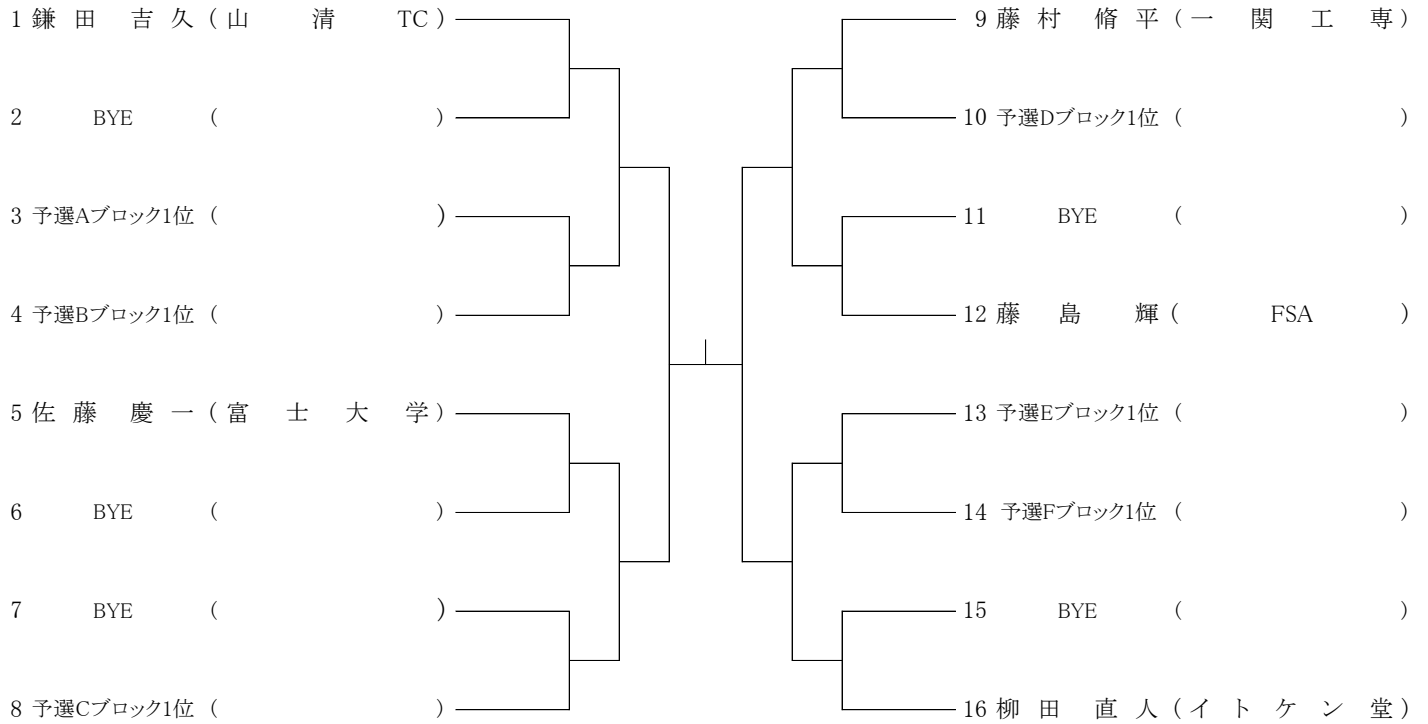 1 鎌田 吉久 (山清TC)
2 BYE ( )
3 予選Aブロック1位 ( )
4 予選Bブロック1位 ( )
5 佐藤 慶一 (富士大学)
6 BYE ( )
7 BYE ( )
8 予選Cブロック1位 ( )
9 藤村 脩平 (一関工専)
10 予選Dブロック1位 ( )
11 BYE ( )
12 藤島 輝 (FSA)
13 予選Eブロック1位 ( )
14 予選Fブロック1位 ( )
15 BYE ( )
16 柳田 直人 (イトケン堂)